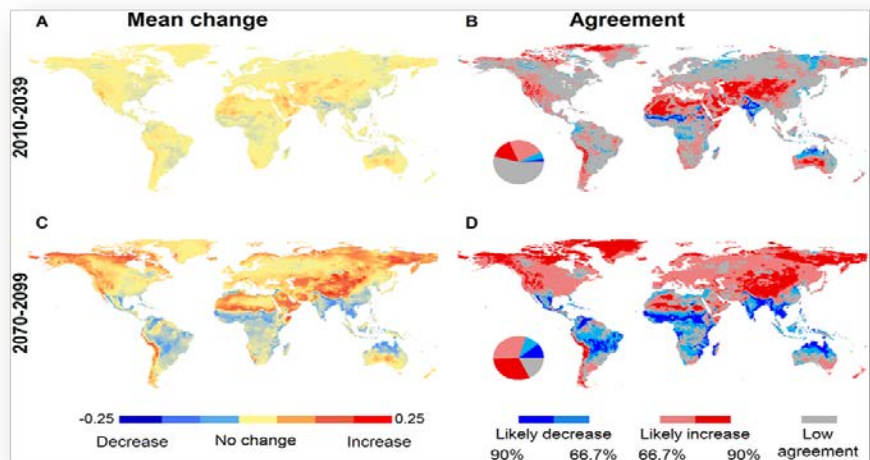 Mean change
Agreement
A
B
2010-2039
C
D
2070-2099
-0.25
0.25
Decrease
No change
Increase
Likely decrease
Likely increase
Low
agreement
90%
66.7%
66.7%
90%